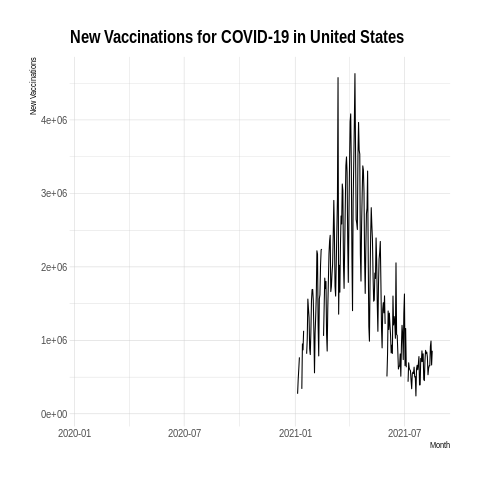 New Vaccinations for COVID-19 in United States
New Vaccinations
4e+06
3e+06
2e+06
1e+06
0e+00
2020-01
2020-07
2021-01
2021-07
Month